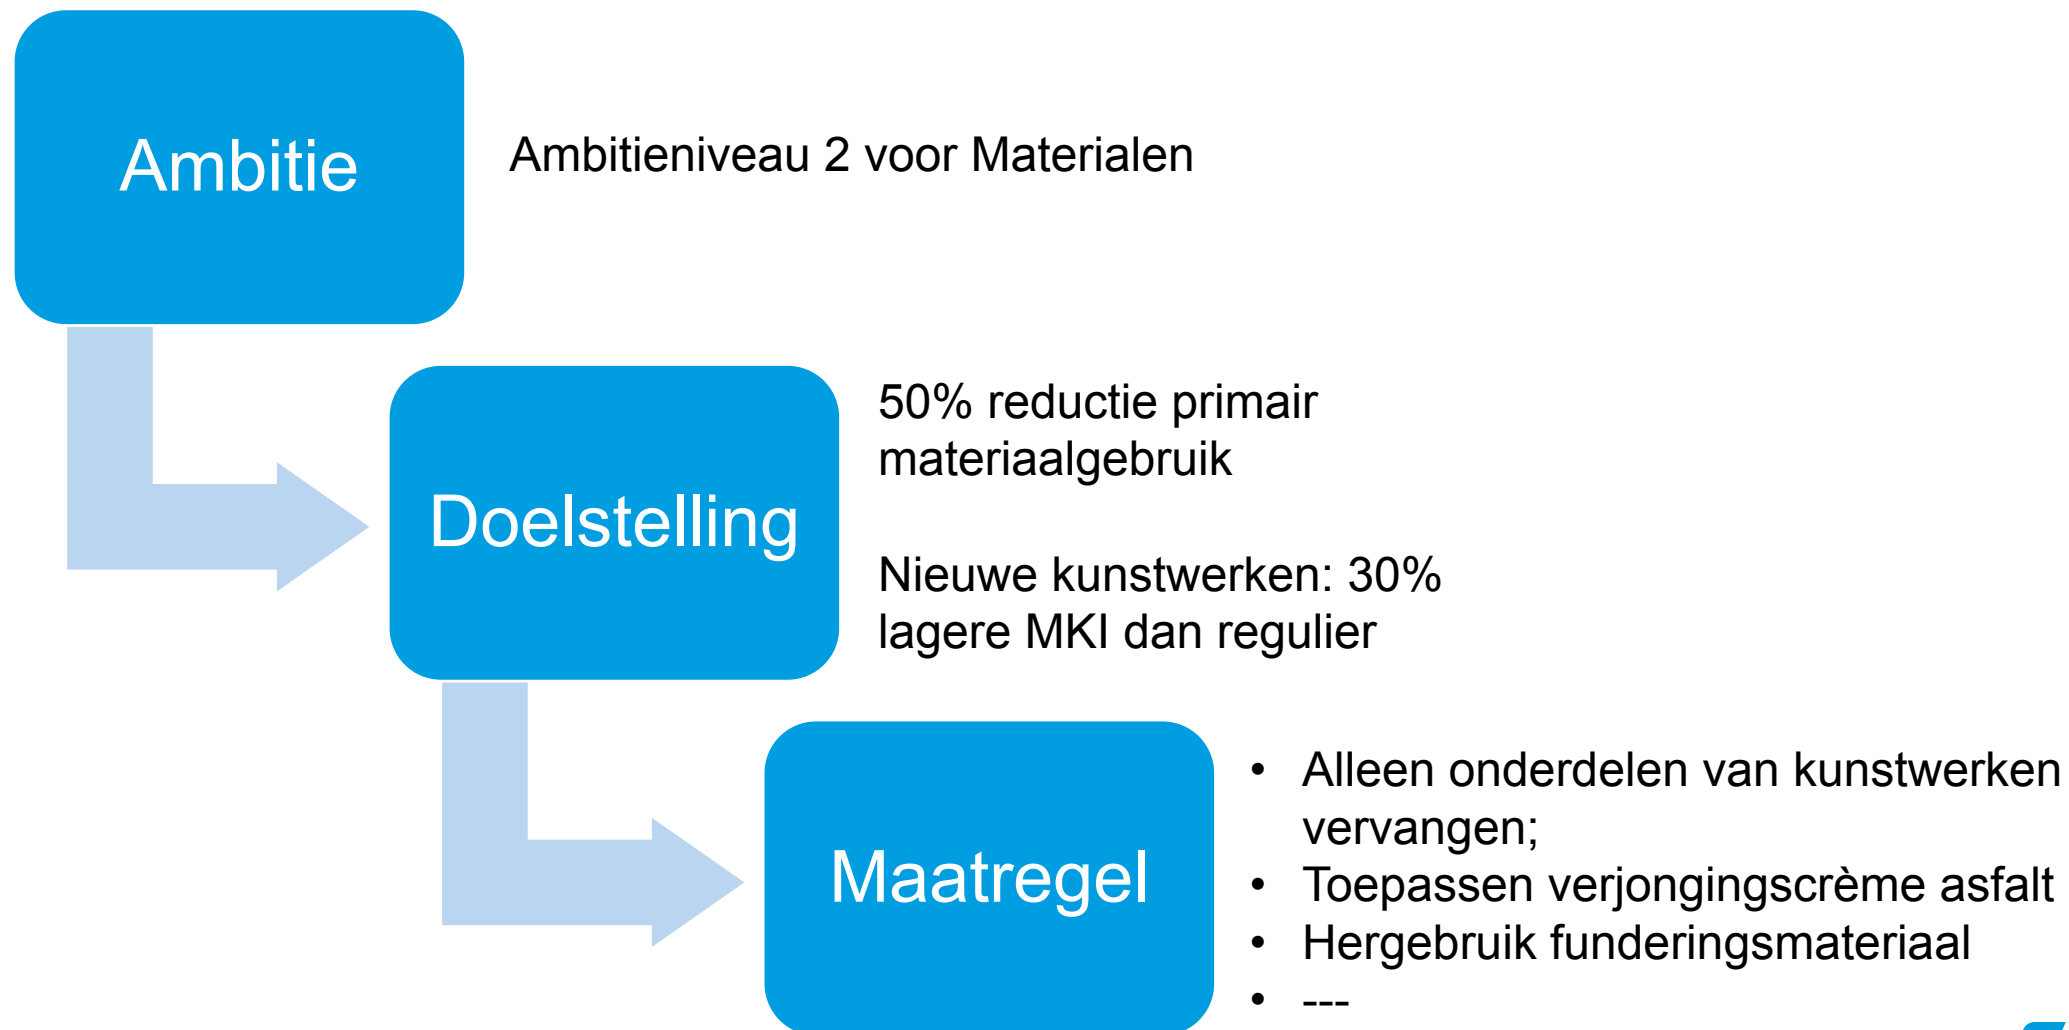 Ambitie
Ambitieniveau 2 voor Materialen
Doelstelling
50% reductie primair
materiaalgebruik
Nieuwe kunstwerken: 30%
lagere MKI dan regulier
Maatregel
• Alleen onderdelen van kunstwerken
vervangen;
• Toepassen verjongingscrème asfalt
• Hergebruik funderingsmateriaal
• ---